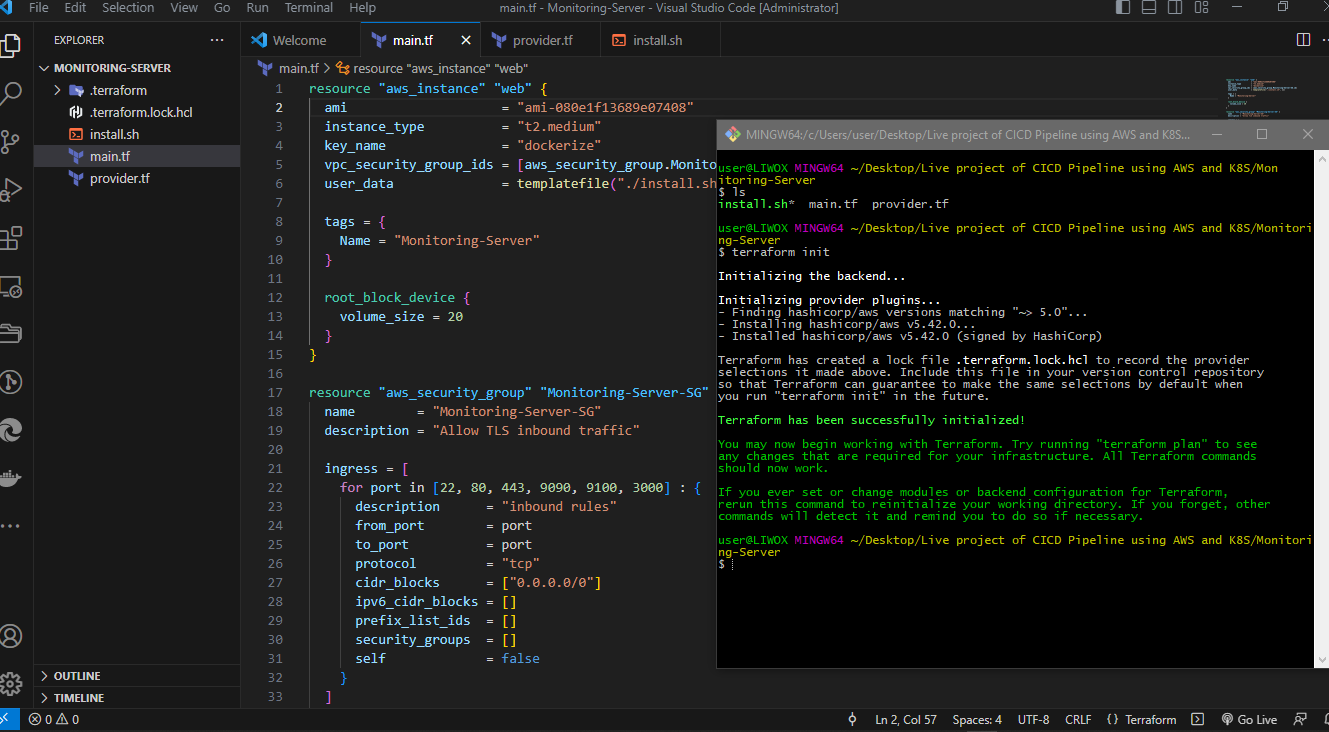 File Edit Selection View Go Run Terminal Help
main.tf - Monitoring-Server - Visual Studio Code [Administrator]
EXPLORER
MONITORING-SERVER
.terraform
.terraform.lock.hcl
install.sh
main.tf
provider.tf
OUTLINE
TIMELINE
Welcome
main.tf
provider.tf
install.sh
main.tf > resource "aws_instance" "web"
1 resource "aws_instance" "web" {
2 ami = "ami-080e1f13689e07408"
3 instance_type = "t2.medium"
4 key_name = "dockerize"
5 vpc_security_group_ids = [aws_security_group.Monito
6 user_data = templatefile("./install.sh
7
8 tags = {
9 Name = "Monitoring-Server"
10 }
11
12 root_block_device {
13 volume_size = 20
14 }
15 }
16
17 resource "aws_security_group" "Monitoring-Server-SG"
18 name = "Monitoring-Server-SG"
19 description = "Allow TLS inbound traffic"
20
21 ingress = [
22 for port in [22, 80, 443, 9090, 9100, 3000] : {
23 description = "inbound rules"
24 from_port = port
25 to_port = port
26 protocol = "tcp"
27 cidr_blocks = ["0.0.0.0/0"]
28 ipv6_cidr_blocks = []
29 prefix_list_ids = []
30 security_groups = []
31 self = false
32 }
33 ]
MINGW64:/c/Users/user/Desktop/Live project of CICD Pipeline using AWS and K8S...
user@LIWOX MINGW64 ~/Desktop/Live project of CICD Pipeline using AWS and K8S/Mon
itoring-Server
$ ls
install.sh* main.tf provider.tf
user@LIWOX MINGW64 ~/Desktop/Live project of CICD Pipeline using AWS and K8S/Monitori
ng-Server
$ terraform init
Initializing the backend...
Initializing provider plugins...
- Finding hashicorp/aws versions matching "~> 5.0"...
- Installing hashicorp/aws v5.42.0...
- Installed hashicorp/aws v5.42.0 (signed by HashiCorp)
Terraform has created a lock file .terraform.lock.hcl to record the provider
selections it made above. Include this file in your version control repository
so that Terraform can guarantee to make the same selections by default when
you run "terraform init" in the future.
Terraform has been successfully initialized!
You may now begin working with Terraform. Try running "terraform plan" to see
any changes that are required for your infrastructure. All Terraform commands
should now work.
If you ever set or change modules or backend configuration for Terraform,
rerun this command to reinitialize your working directory. If you forget, other
commands will detect it and remind you to do so if necessary.
user@LIWOX MINGW64 ~/Desktop/Live project of CICD Pipeline using AWS and K8S/Monitori
ng-Server
$
0 0
Ln 2, Col 57 Spaces: 4 UTF-8 CRLF {} Terraform Go Live